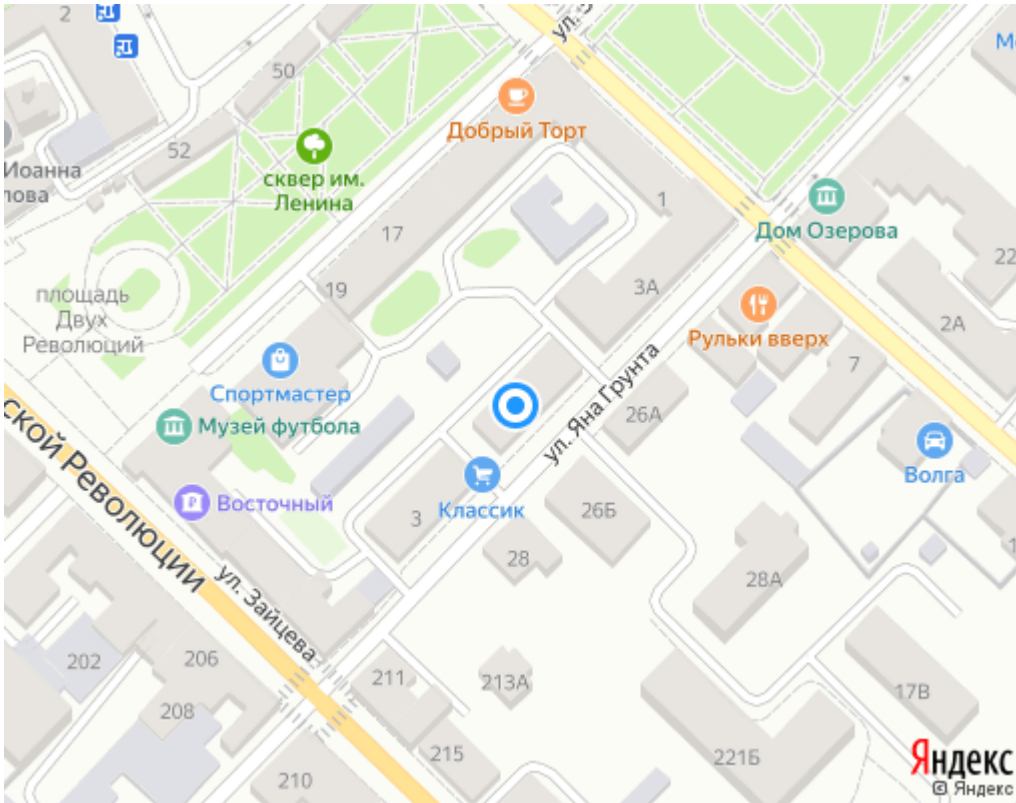 2
50
ул. З
М
Добрый Торт
52
сквер им.
Ленина
Иоанна
лова
1
Дом Озерова
17
22
3А
19
площадь
Двух
Революций
2А
Рульки вверх
Спортмастер
7
ул. Яна Грунта
26А
Музей футбола
ской Революции
Волга
Восточный
Классик
3
26Б
28
1
28А
ул. Зайцева
202
206
211
213А
17В
208
215
221Б
210
Яндекс
© Яндекс